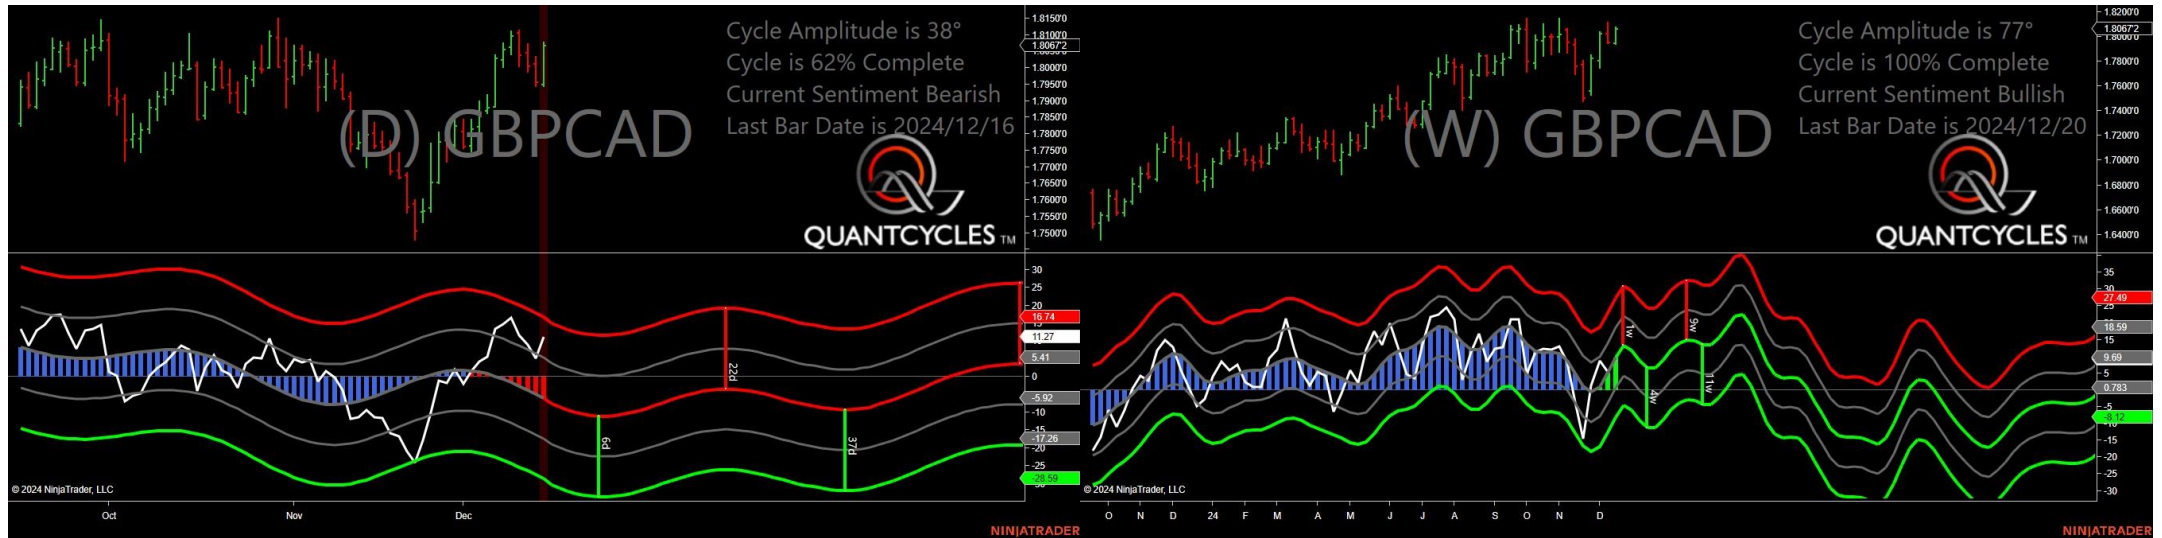 Cycle Amplitude is 38°
Cycle is 62% Complete
Current Sentiment Bearish
Last Bar Date is 2024/12/16
(D) GBPCAD
QUANTCYCLES TM
1.8150'0
1.8100'0
1.8067'2
1.8000'0
1.7950'0
1.7900'0
1.7850'0
1.7800'0
1.7750'0
1.7700'0
1.7650'0
1.7600'0
1.7550'0
1.7500'0
30
25
20
16.74
11.27
5.41
0
-5.92
-10
-17.26
-20
-25
-28.59
22d
6d
37d
© 2024 NinjaTrader, LLC
Oct Nov Dec
NINJATRADER
Cycle Amplitude is 77°
Cycle is 100% Complete
Current Sentiment Bullish
Last Bar Date is 2024/12/20
(W) GBPCAD
QUANTCYCLES TM
1.8200'0
1.8067'2
1.8000'0
1.7800'0
1.7600'0
1.7400'0
1.7200'0
1.7000'0
1.6800'0
1.6600'0
1.6400'0
35
30
27.49
18.59
15
9.69
5
0.783
-5
-8.12
-15
-20
-25
-30
1w
9w
4w
11w
© 2024 NinjaTrader, LLC
O N D 24 F M A M J J A S O N D
NINJATRADER